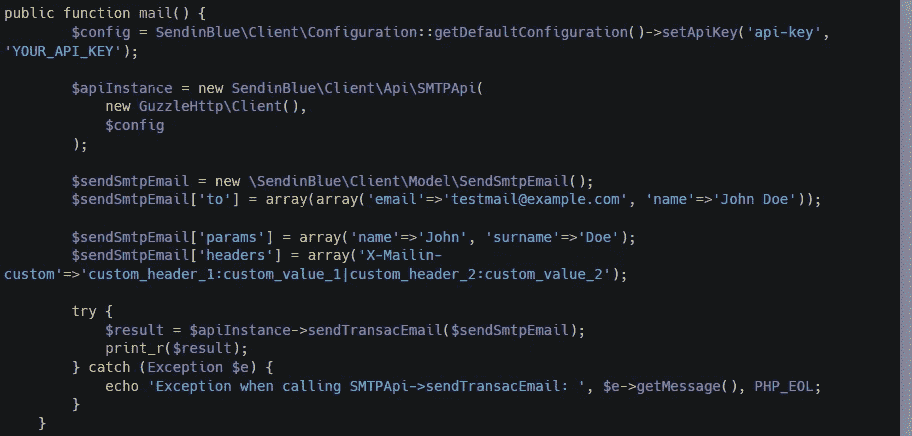 public function mail() {
        $config = SendinBlue\Client\Configuration::getDefaultConfiguration()->setApiKey('api-key',
'YOUR_API_KEY');

        $apiInstance = new SendinBlue\Client\Api\SMTPApi(
            new GuzzleHttp\Client(),
            $config
        );

        $sendSmtpEmail = new \SendinBlue\Client\Model\SendSmtpEmail();
        $sendSmtpEmail['to'] = array(array('email'=>'testmail@example.com', 'name'=>'John Doe'));

        $sendSmtpEmail['params'] = array('name'=>'John', 'surname'=>'Doe');
        $sendSmtpEmail['headers'] = array('X-Mailin-
custom'=>'custom_header_1:custom_value_1|custom_header_2:custom_value_2');

        try {
            $result = $apiInstance->sendTransacEmail($sendSmtpEmail);
            print_r($result);
        } catch (Exception $e) {
            echo 'Exception when calling SMTPApi->sendTransacEmail: ', $e->getMessage(), PHP_EOL;
        }
    }